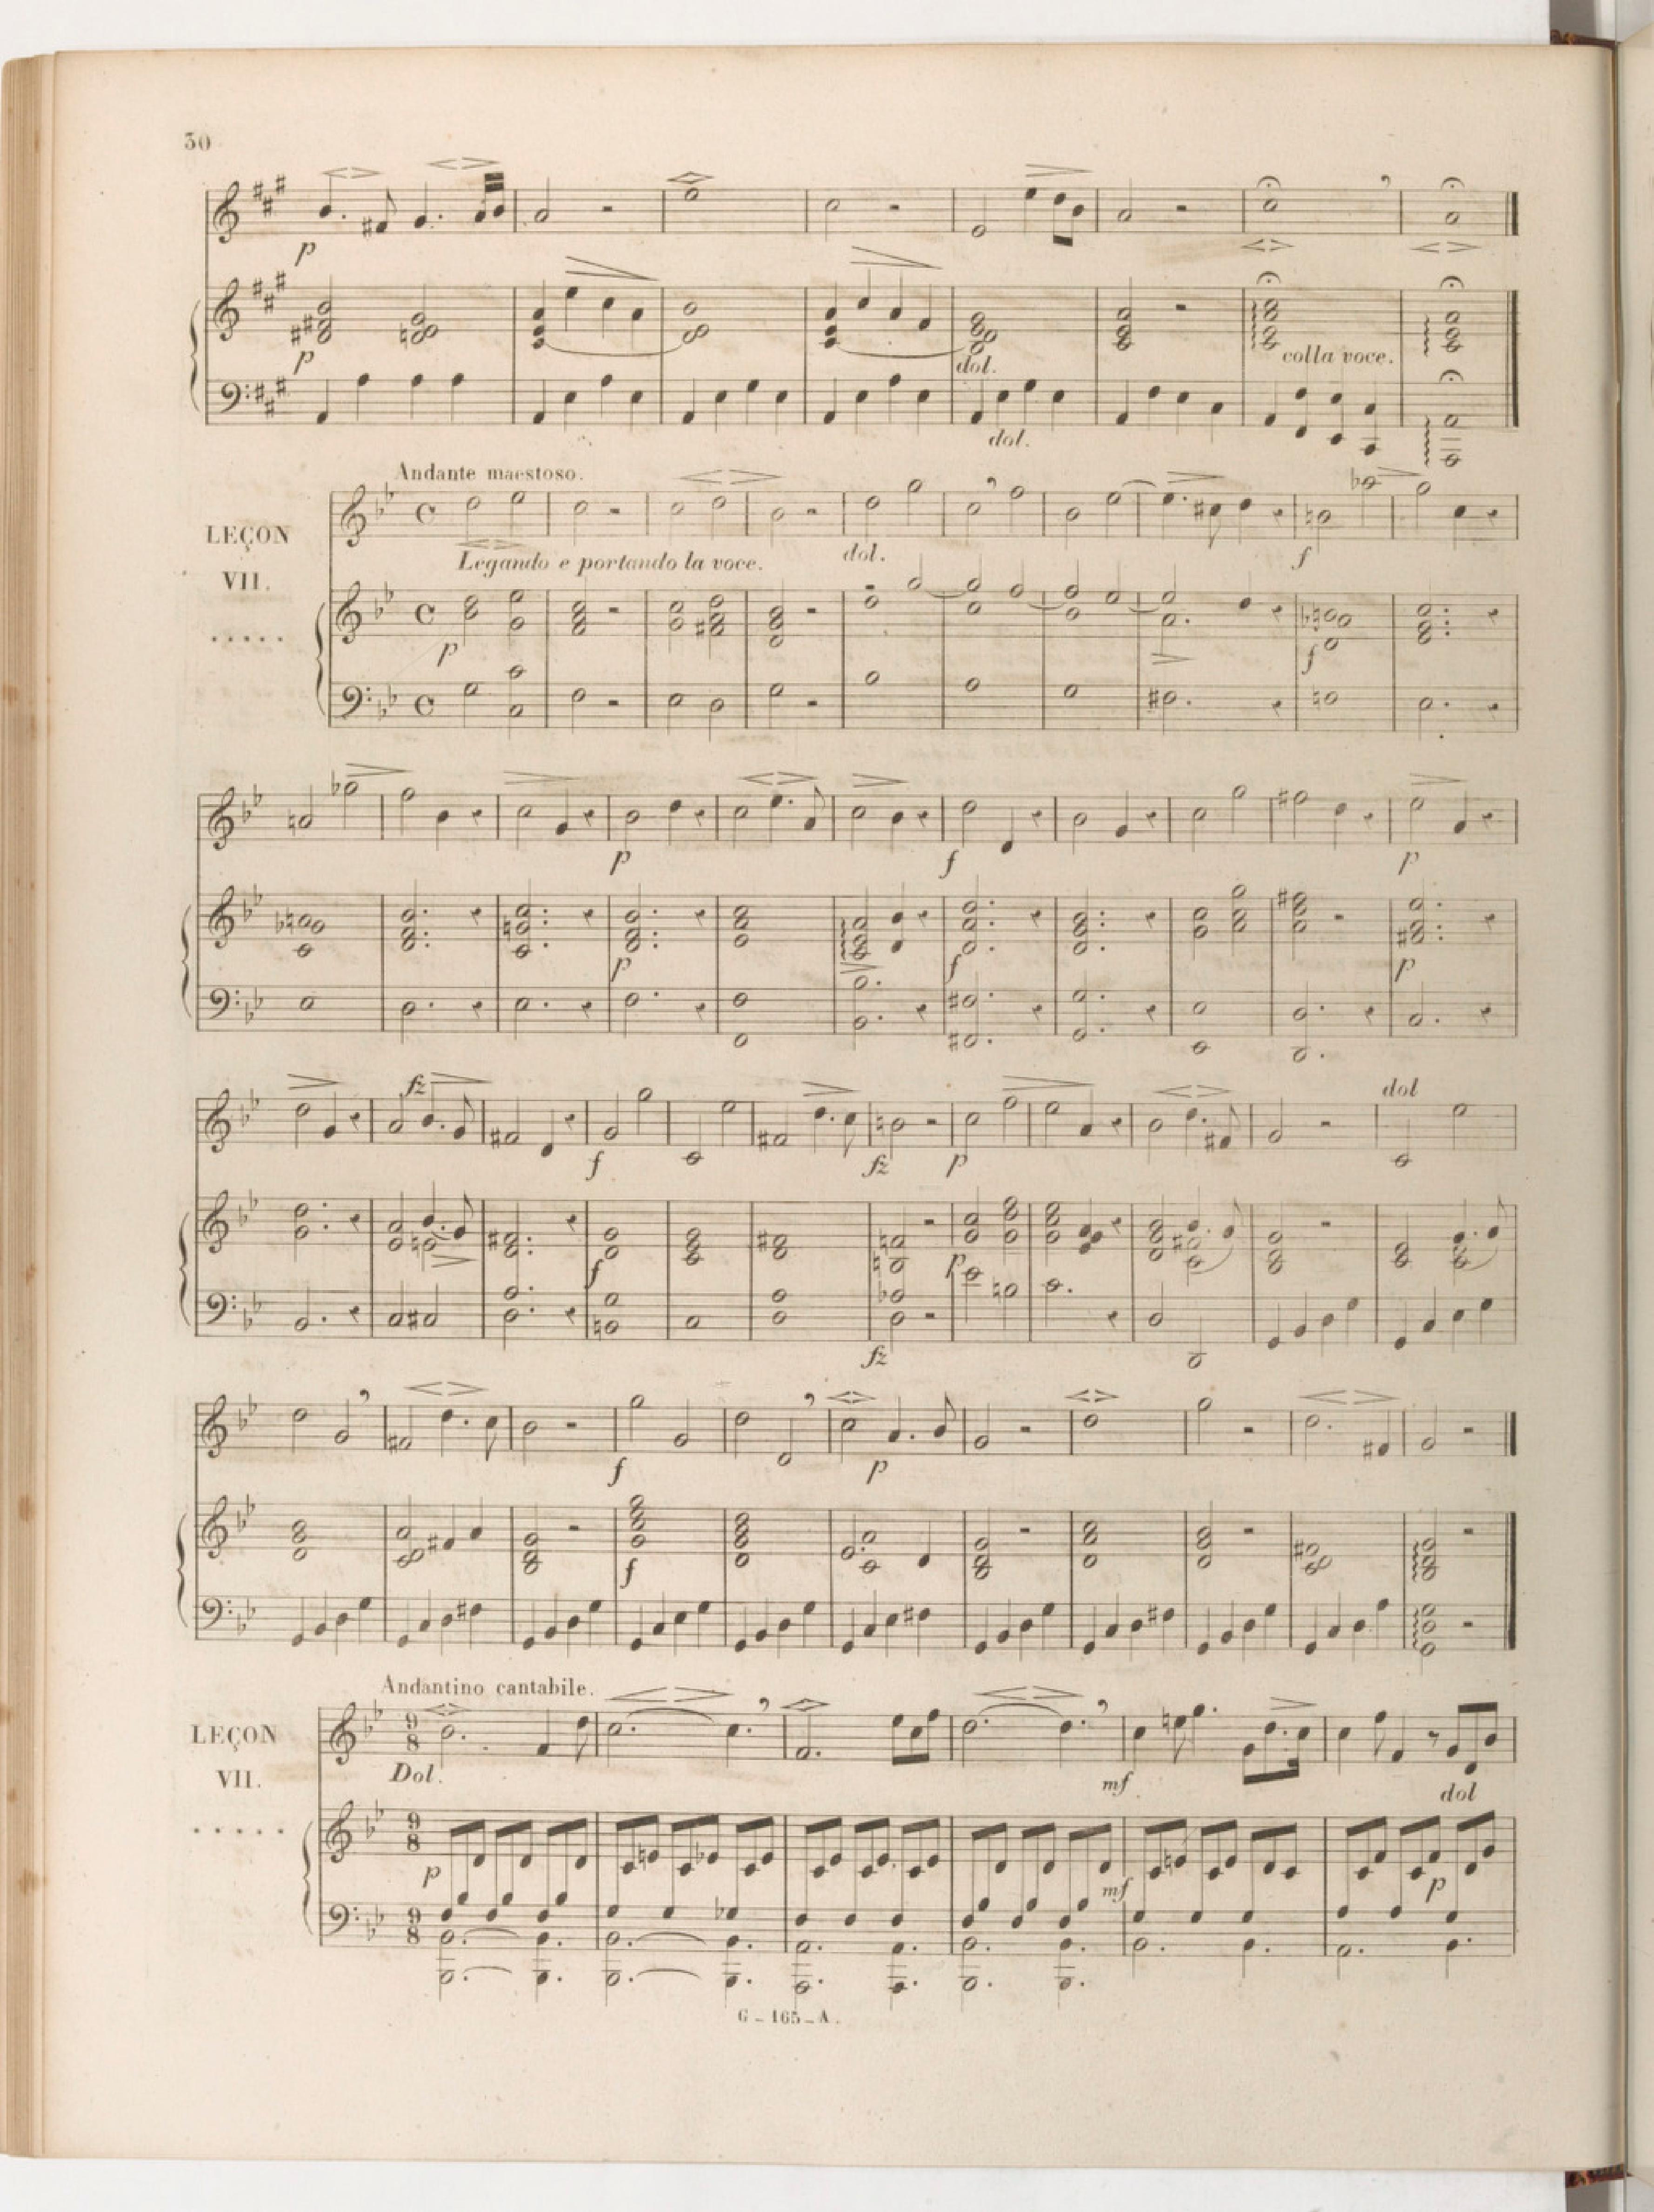 30
p
p
dol.
colla voce.
dol.
Andante maestoso.
LEÇON
VII.
.....
Legando e portando la voce.
dol.
f
p
f
p
f
p
p
f
p
fz
dol
f
fz
p
f
p
fz
f
p
f
Andantino cantabile.
LEÇON
VII.
.....
Dol.
mf
dol
p
mf
p
G _ 165 _ A.